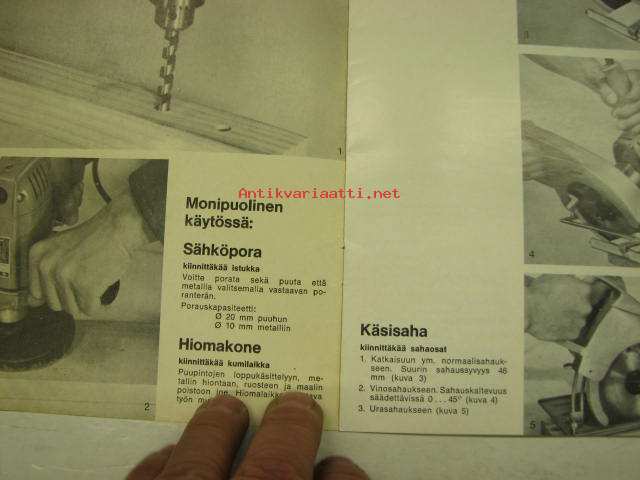 1
2
Antikvariaatti.net
Monipuolinen
käytössä:
Sähköpora
kiinnittäkää istukka
Voitte porata sekä puuta että
metallia valitsemalla vastaavan po-
ranterän.
Porauskapasiteetti:
Ø 20 mm puuhun
Ø 10 mm metalliin
Hiomakone
kiinnittäkää kumilaikka
Puupintojen loppukäsittelyyn, me-
tallin hiontaan, ruosteen ja maalin
poistoon jne. Hiomalaikk
työn
3
4
5
Käsisaha
kiinnittäkää sahaosat
1. Katkaisuun ym. normaalisahauk-
seen. Suurin sahaussyvyys 46
mm (kuva 3)
2. Vinosahaukseen. Sahauskaltevuus
säädettävissä 0 . . . 45° (kuva 4)
3. Urasahaukseen (kuva 5)